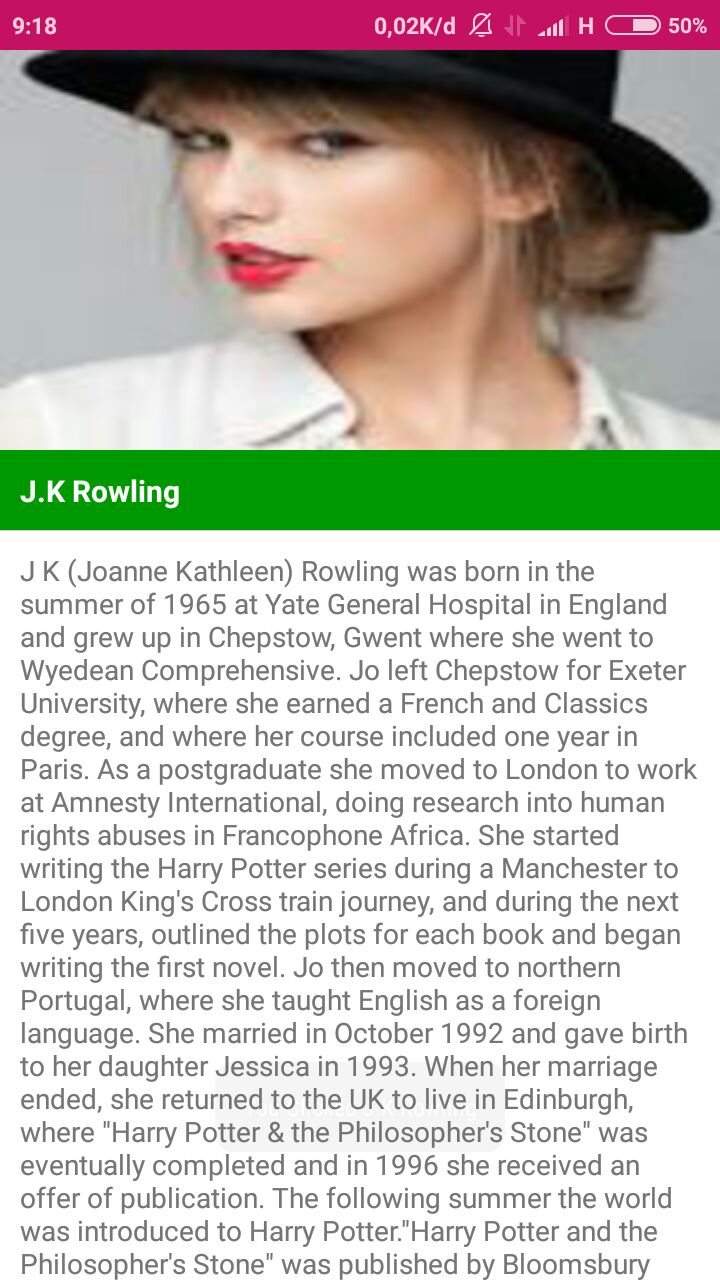 9:18 0,02K/d H 50%
J.K Rowling
J K (Joanne Kathleen) Rowling was born in the
summer of 1965 at Yate General Hospital in England
and grew up in Chepstow, Gwent where she went to
Wyedean Comprehensive. Jo left Chepstow for Exeter
University, where she earned a French and Classics
degree, and where her course included one year in
Paris. As a postgraduate she moved to London to work
at Amnesty International, doing research into human
rights abuses in Francophone Africa. She started
writing the Harry Potter series during a Manchester to
London King's Cross train journey, and during the next
five years, outlined the plots for each book and began
writing the first novel. Jo then moved to northern
Portugal, where she taught English as a foreign
language. She married in October 1992 and gave birth
to her daughter Jessica in 1993. When her marriage
ended, she returned to the UK to live in Edinburgh,
where "Harry Potter & the Philosopher's Stone" was
eventually completed and in 1996 she received an
offer of publication. The following summer the world
was introduced to Harry Potter."Harry Potter and the
Philosopher's Stone" was published by Bloomsbury